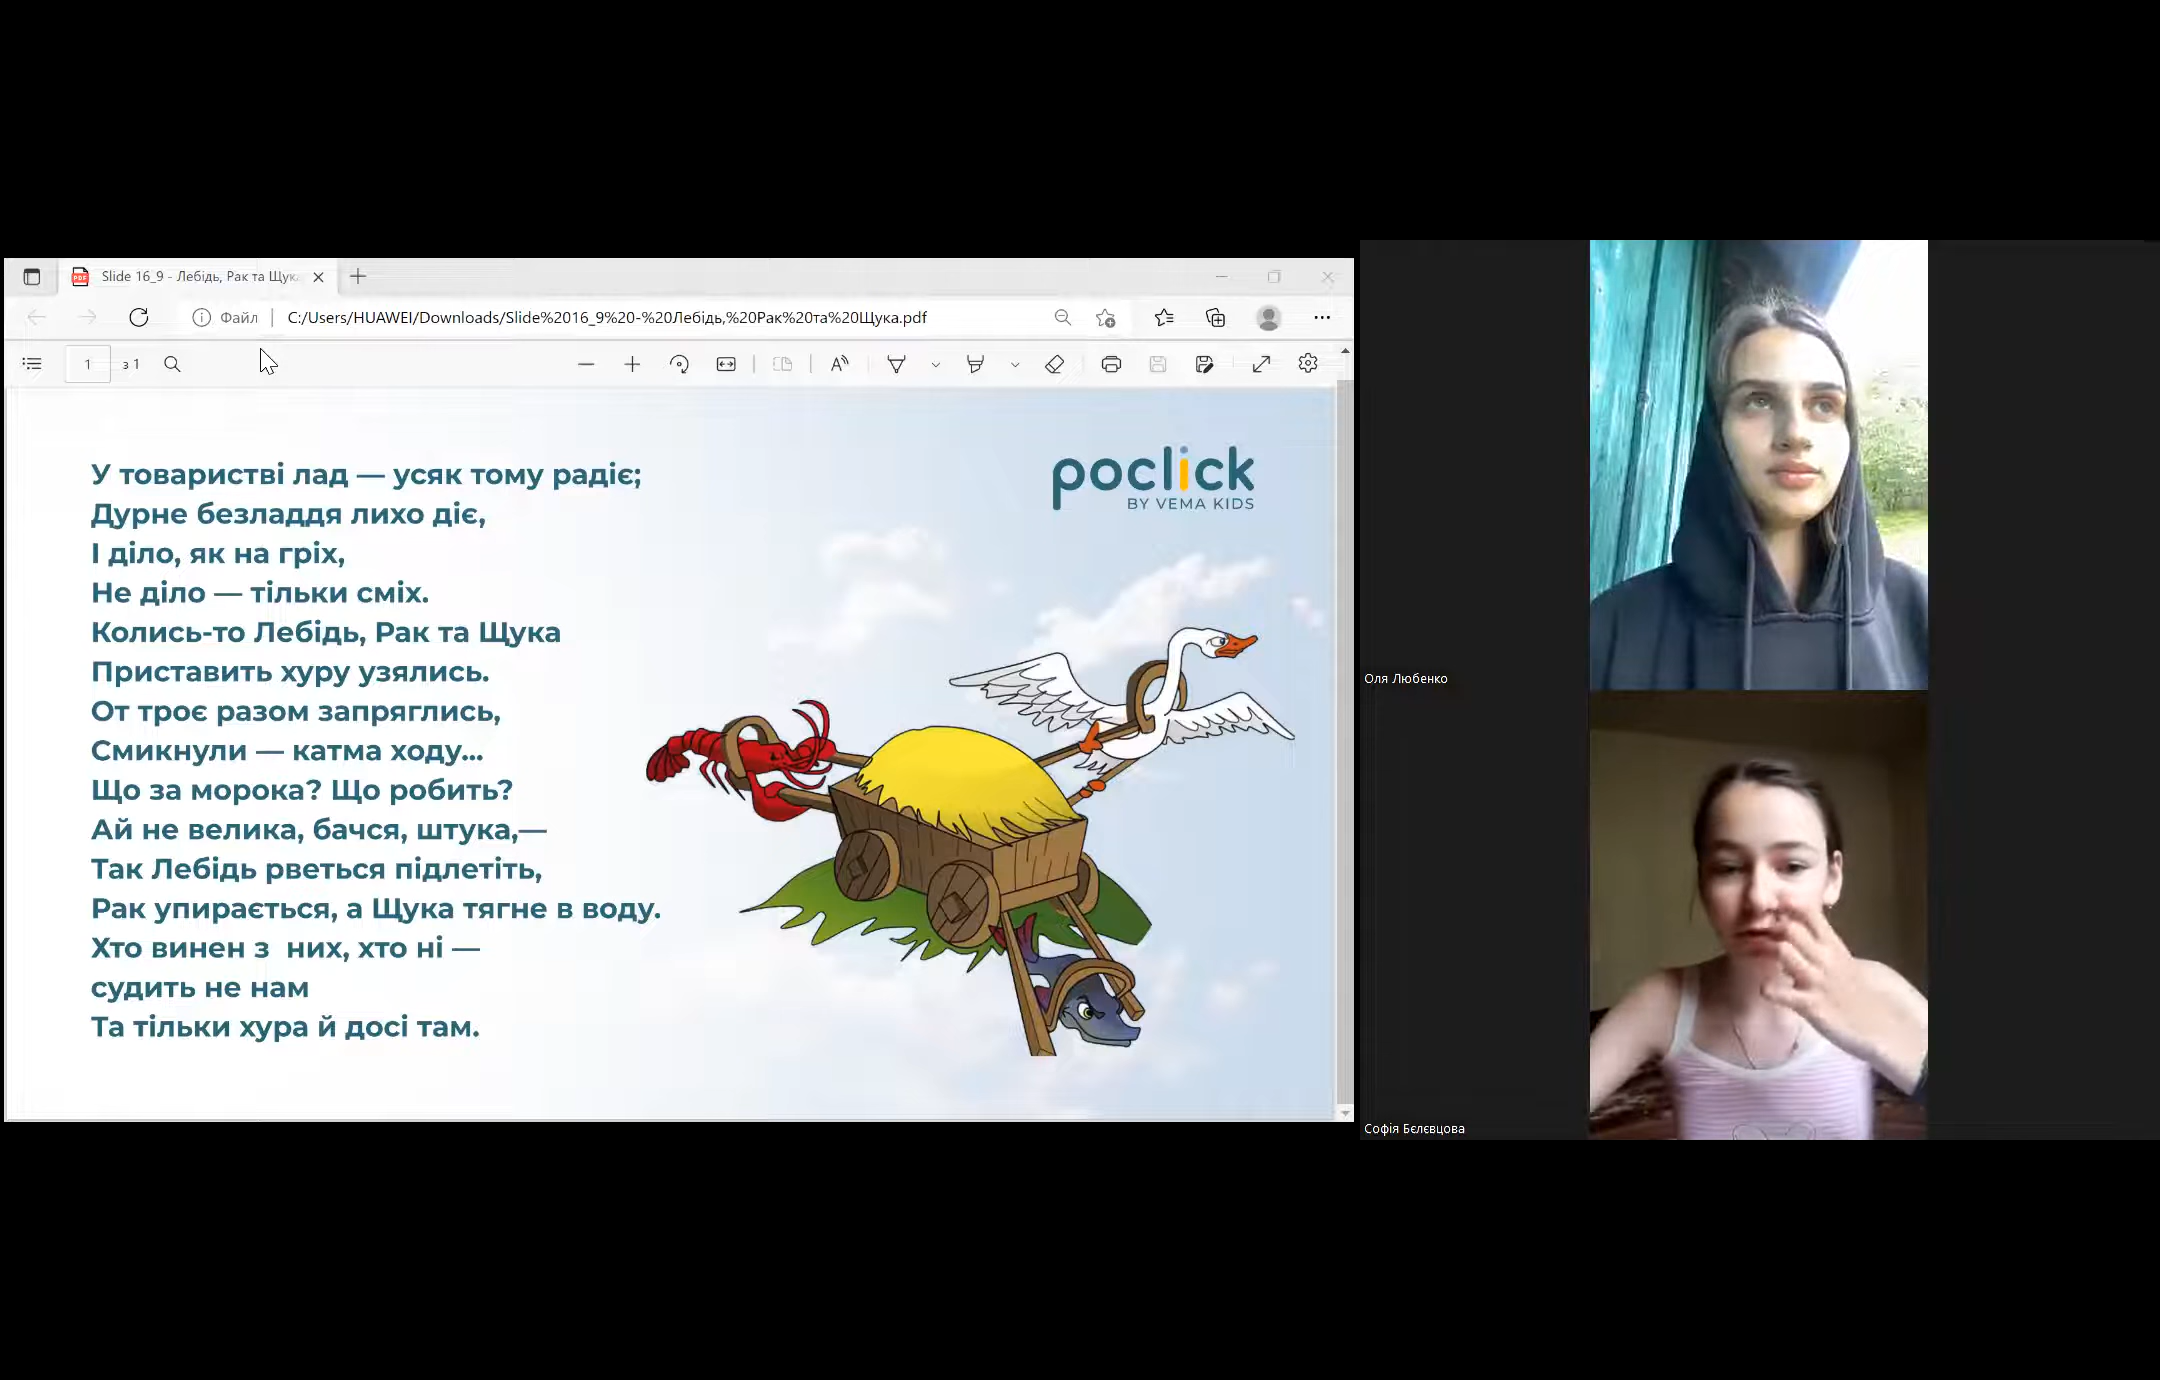 Slide 16_9 - Лебідь, Рак та Щука
Файл
C:/Users/HUAWEI/Downloads/Slide%2016_9%20-%20Лебідь,%20Рак%20та%20Щука.pdf
1 з 1
У товаристві лад — усяк тому радіє;
Дурне безладдя лихо діє,
І діло, як на гріх,
Не діло — тільки сміх.
Колись-то Лебідь, Рак та Щука
Приставить хуру узялись.
От троє разом запряглись,
Смикнули — катма ходу...
Що за морока? Що робить?
Ай не велика, бачся, штука,—
Так Лебідь рветься підлетіть,
Рак упирається, а Щука тягне в воду.
Хто винен з  них, хто ні —
судить не нам
Та тільки хура й досі там.
poclick
BY VEMA KIDS
Оля Любенко
Софія Бєлєвцова